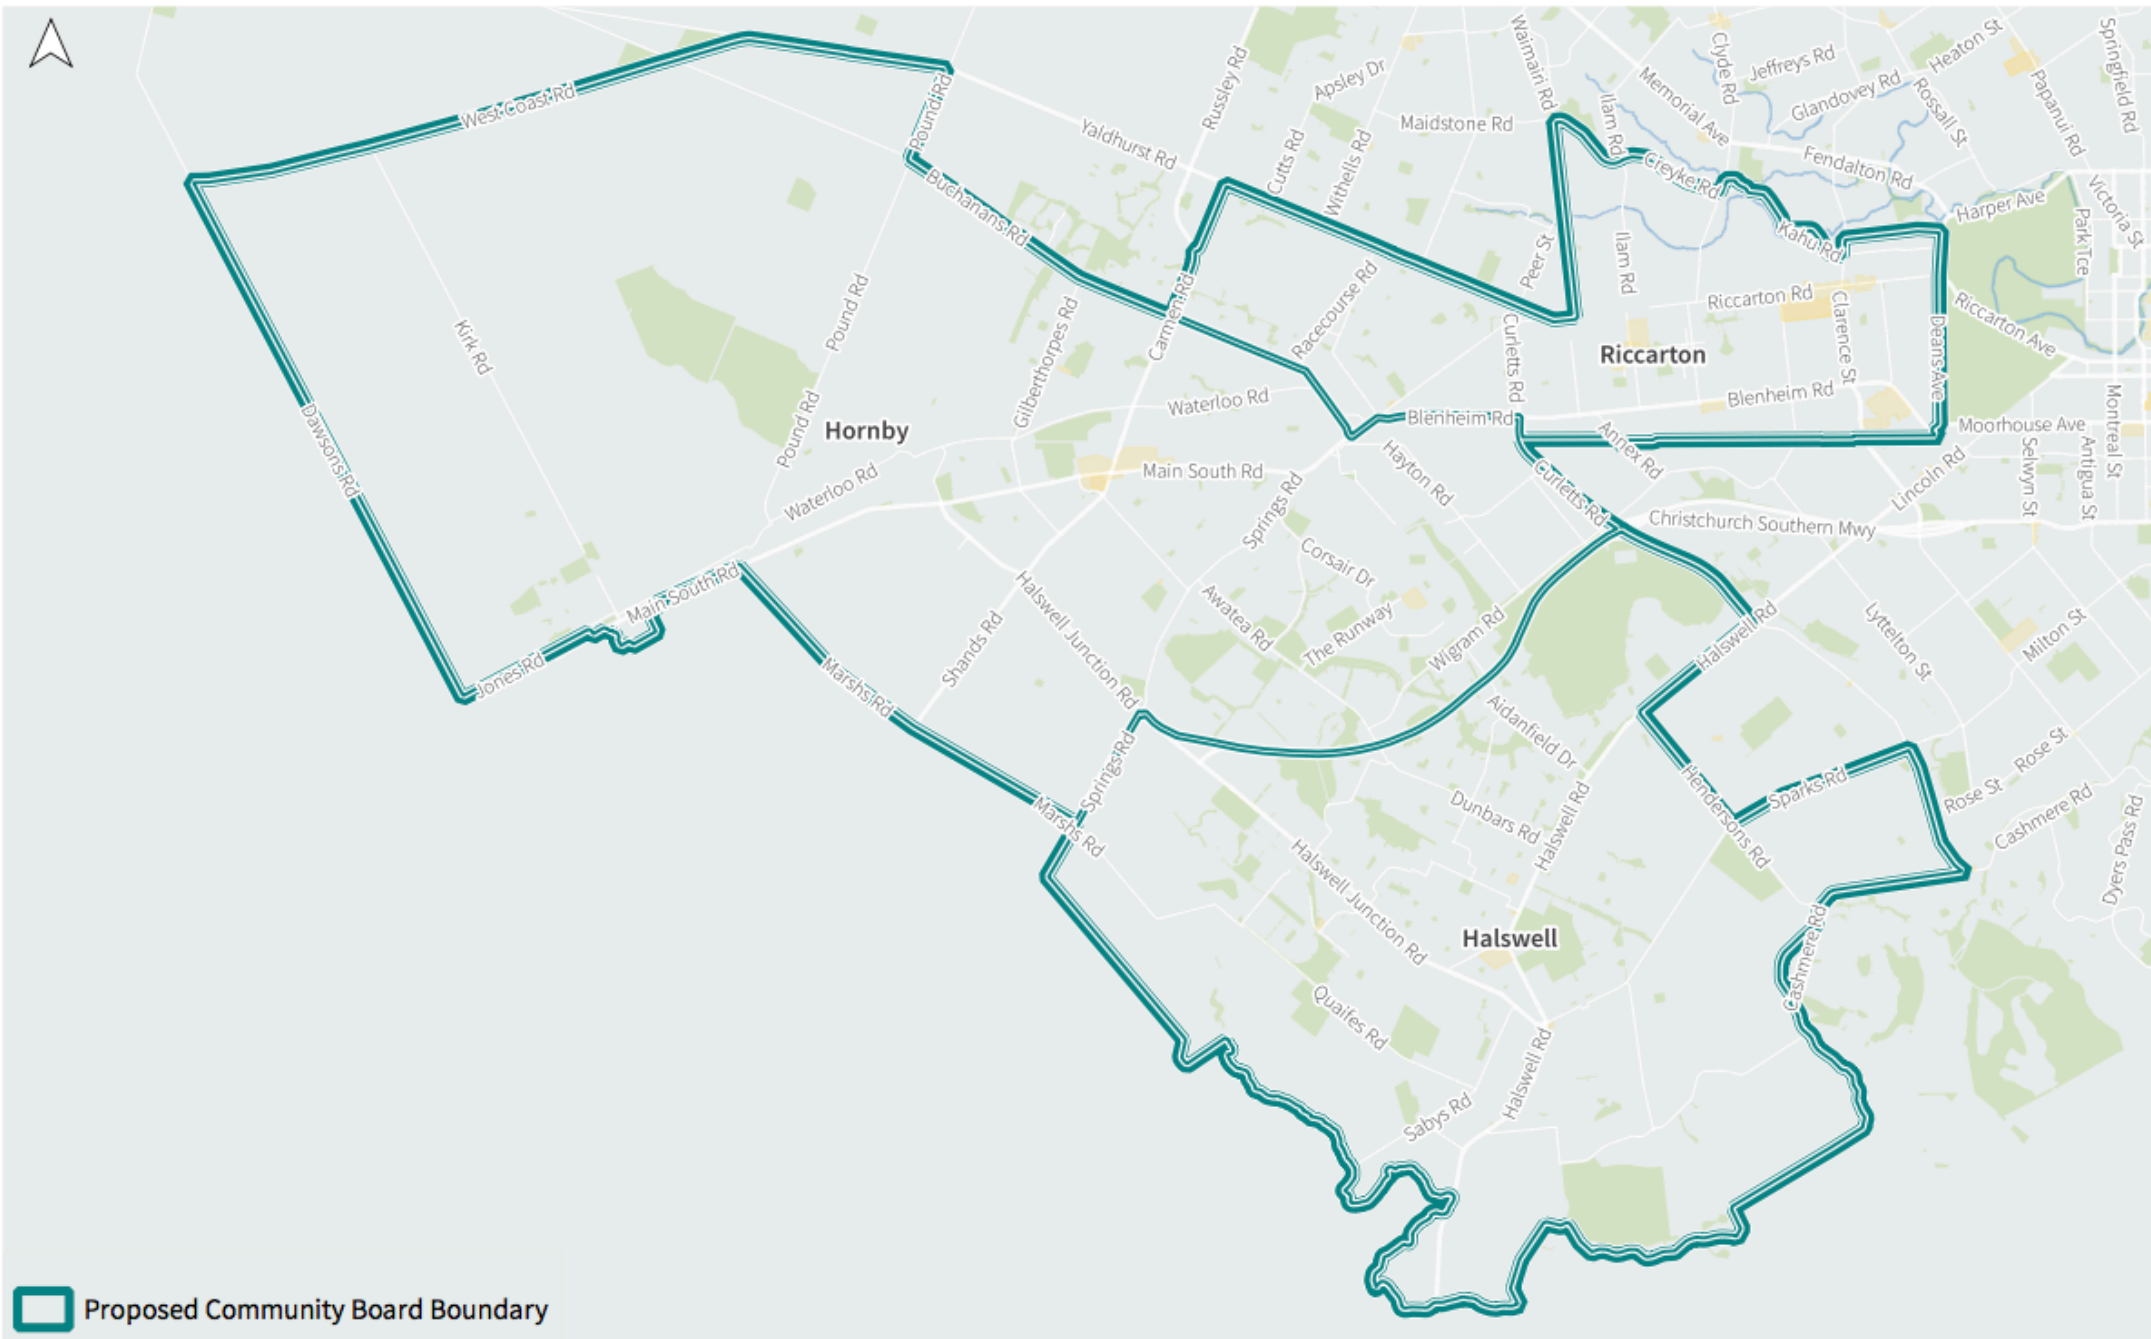 Waimairi Rd
Clyde Rd
Jeffreys Rd
Heaton St
Springfield Rd
Russley Rd
Apsley Dr
Memorial Ave
Glandovey Rd
Rossall St
Papanui Rd
West Coast Rd
Pound Rd
Yaldhurst Rd
Maidstone Rd
Ilam Rd
Cutts Rd
Withells Rd
Creyke Rd
Fendalton Rd
Harper Ave
Victoria St
Park Tce
Buchanans Rd
Peer St
Ilam Rd
Kahu Rd
Carmen Rd
Racecourse Rd
Riccarton Rd
Clarence St
Riccarton Ave
Kirk Rd
Pound Rd
Gilberthorpes Rd
Curletts Rd
Riccarton
Deans Ave
Waterloo Rd
Blenheim Rd
Blenheim Rd
Moorhouse Ave
Montreal St
Dawsons Rd
Pound Rd
Hornby
Main South Rd
Hayton Rd
Annex Rd
Lincoln Rd
Selwyn St
Antigua St
Waterloo Rd
Springs Rd
Curletts Rd
Christchurch Southern Mwy
Corsair Dr
Main South Rd
Halswell Junction Rd
Awatea Rd
The Runway
Wigram Rd
Halswell Rd
Lyttelton St
Milton St
Jones Rd
Marshs Rd
Shands Rd
Aidanfield Dr
Springs Rd
Hendersons Rd
Sparks Rd
Rose St
Rose St
Marshs Rd
Dunbars Rd
Halswell Rd
Cashmere Rd
Dyers Pass Rd
Halswell Junction Rd
Halswell
Cashmere Rd
Quaifes Rd
Halswell Rd
Sabys Rd
Proposed Community Board Boundary